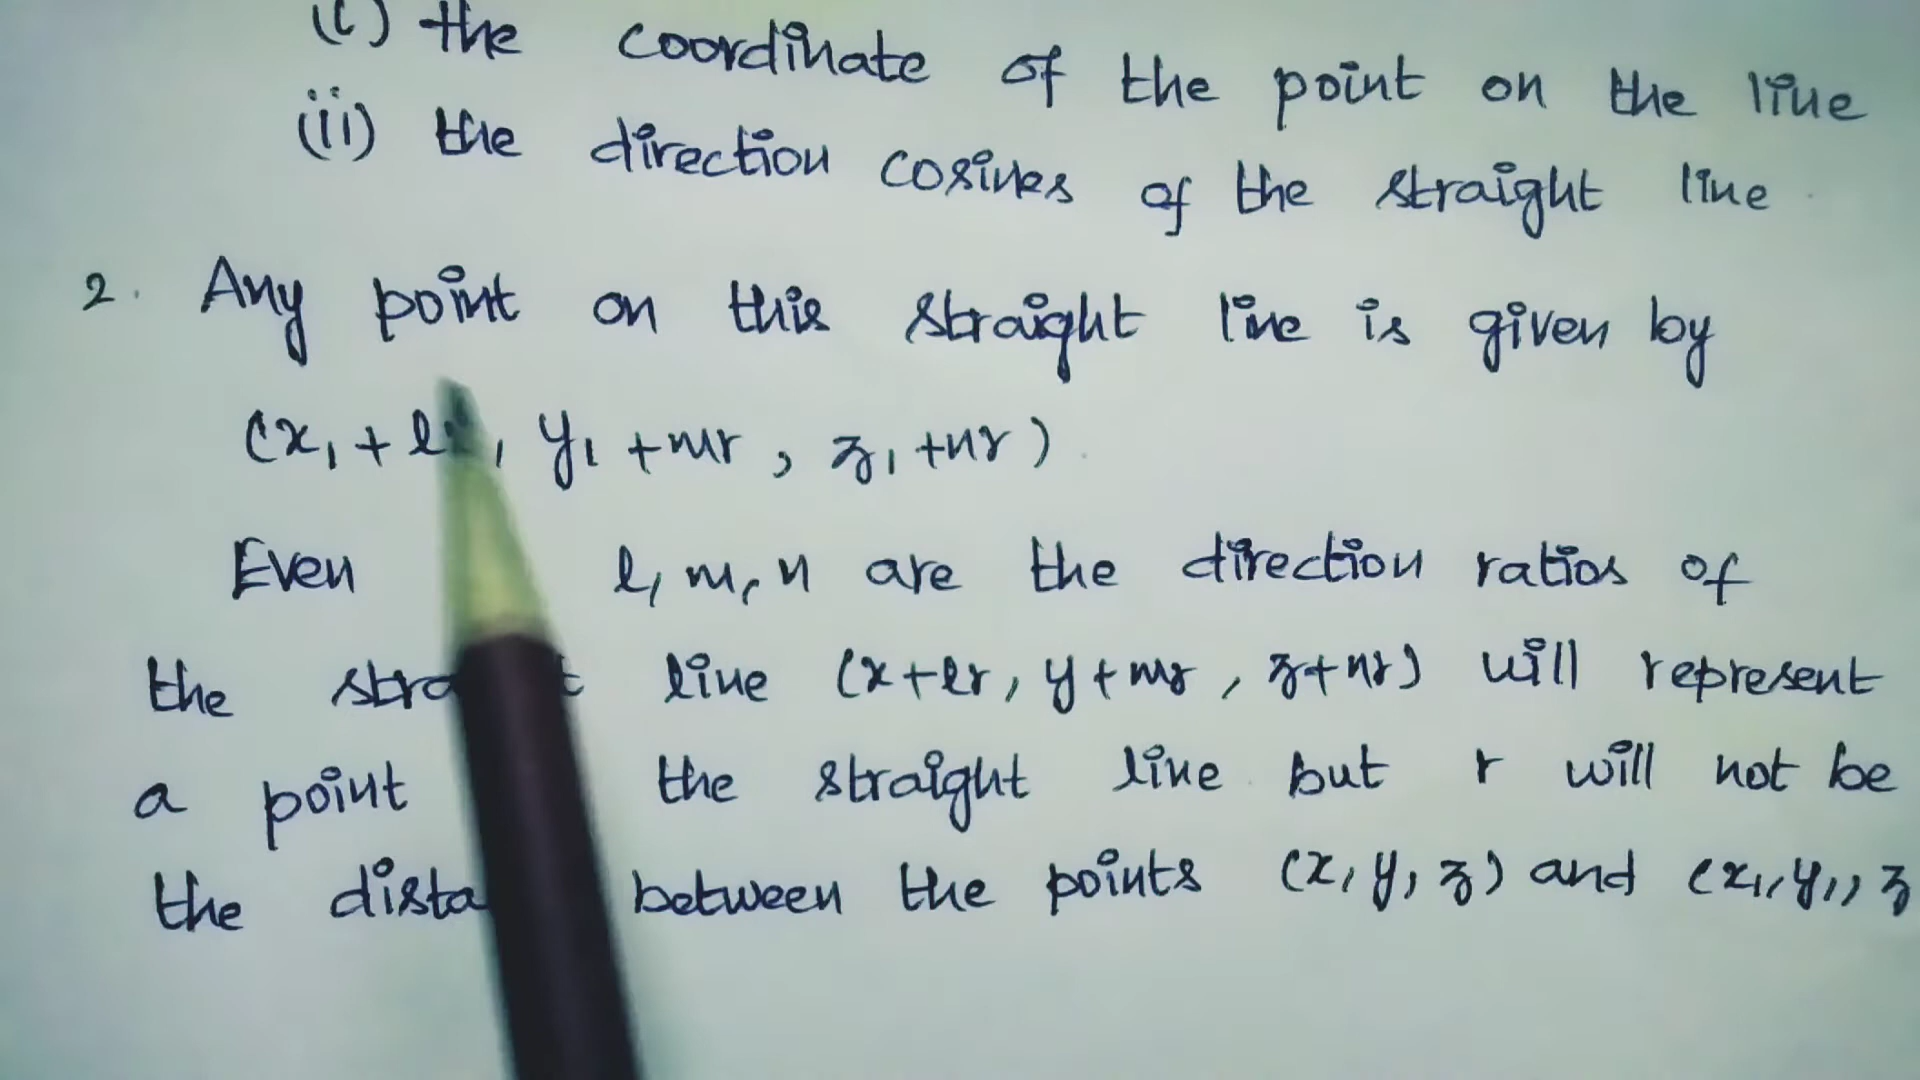 (i) the coordinate of the point on the line
(ii) the direction cosines of the straight line
2. Any point on this straight line is given by
(x₁ + l , y₁ + mr , z₁ + nr)
Even l, m, n are the direction ratios of
the line (x+lr, y+mr, z+nr) will represent
a point the straight line but r will not be
the between the points (x, y, z) and (x₁, y₁, z